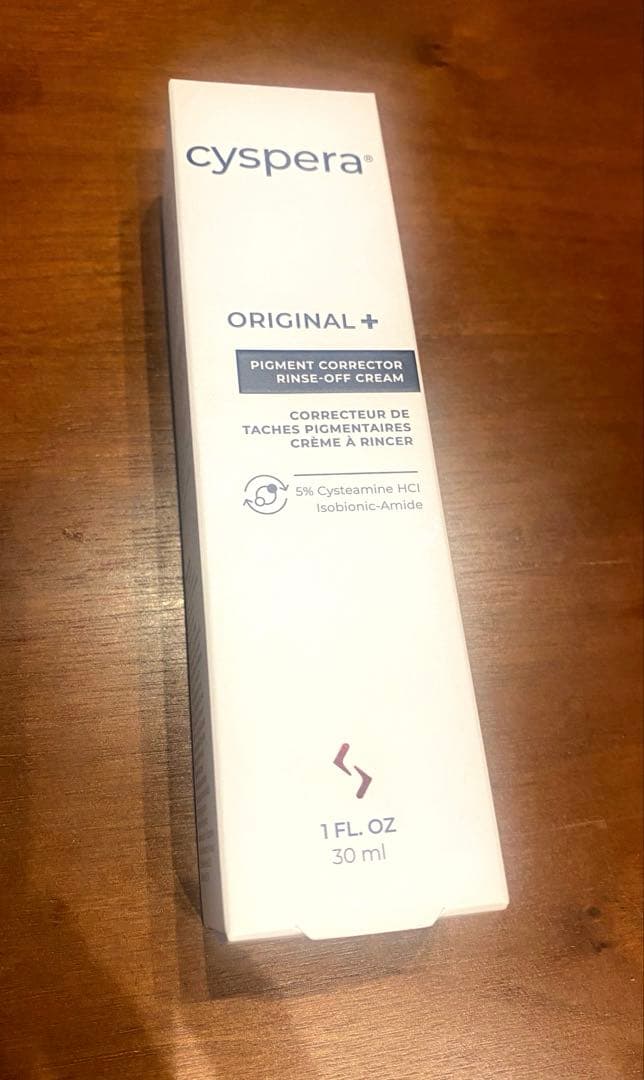 cyspera®
ORIGINAL +
PIGMENT CORRECTOR
RINSE-OFF CREAM
CORRECTEUR DE
TACHES PIGMENTAIRES
CRÈME À RINCER
5% Cysteamine HCl
Isobionic-Amide
1 FL. OZ
30 ml